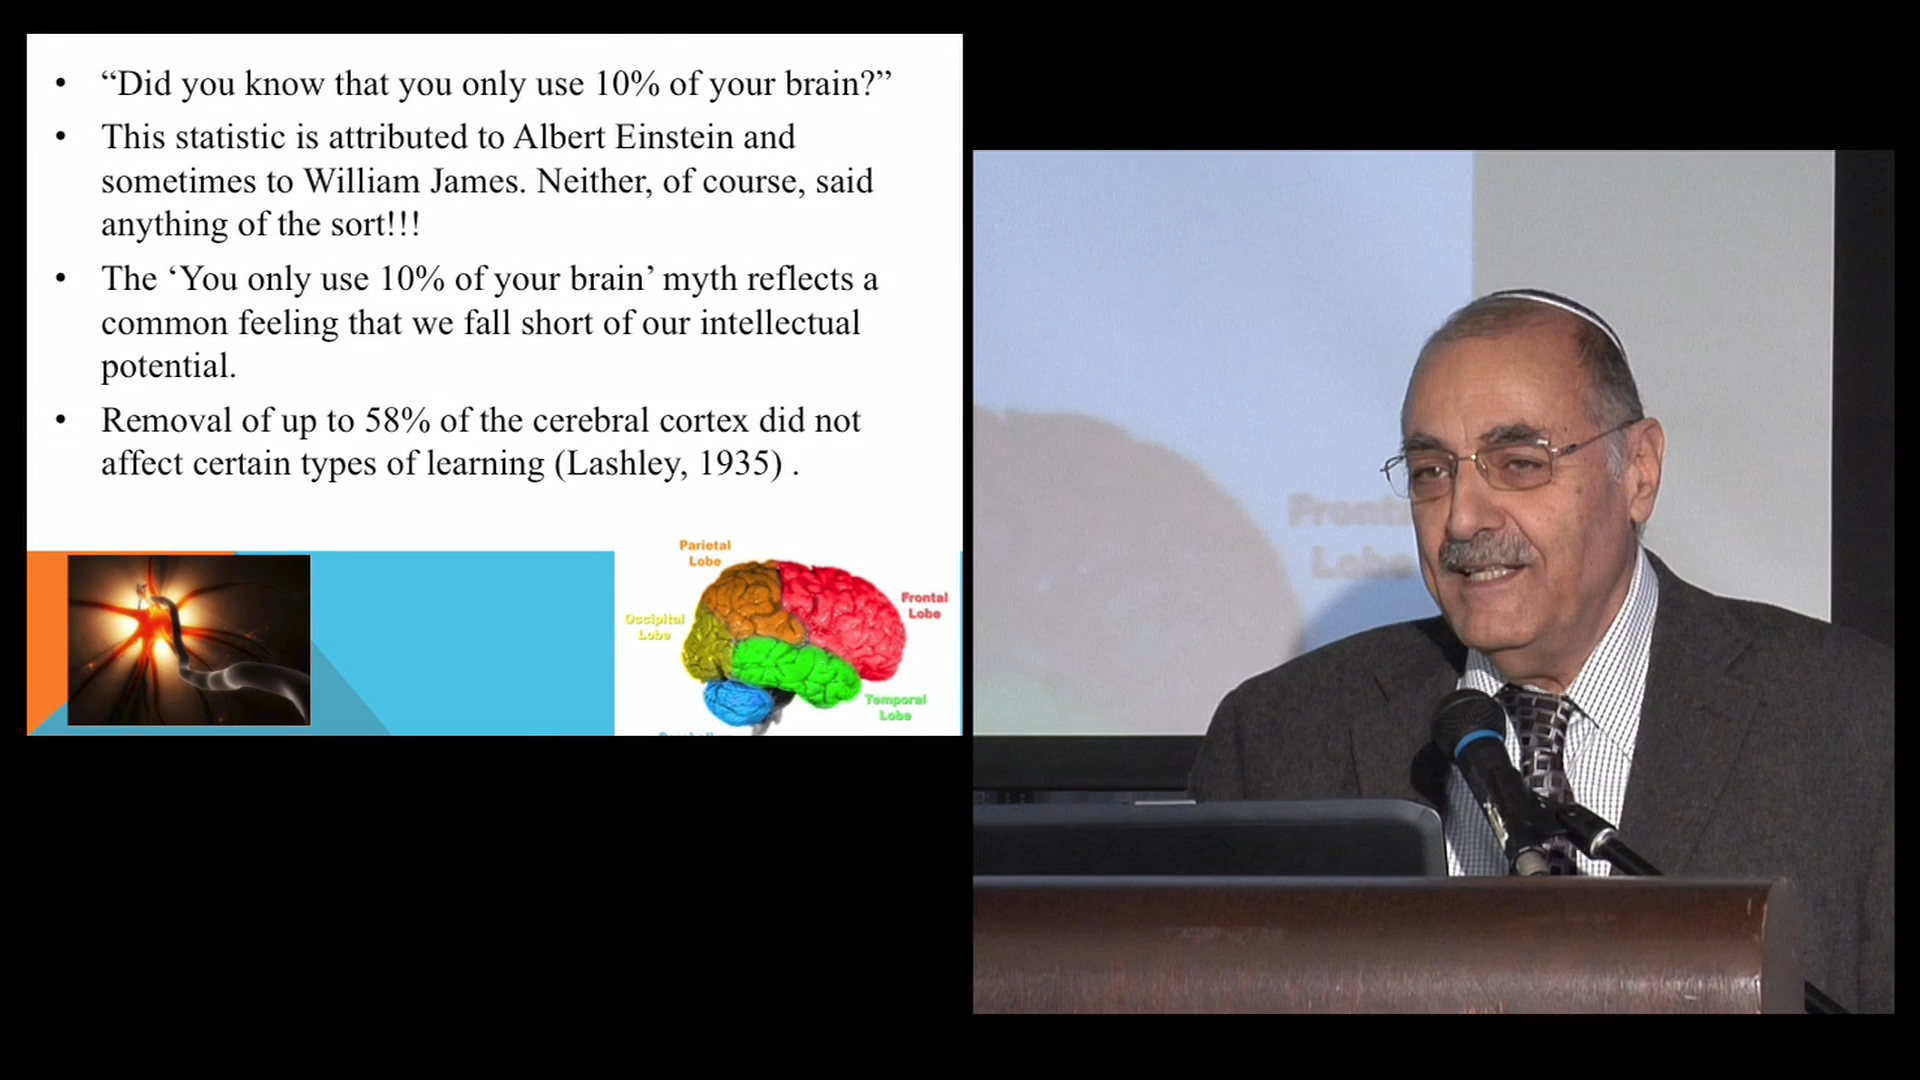 • “Did you know that you only use 10% of your brain?”
• This statistic is attributed to Albert Einstein and
sometimes to William James. Neither, of course, said
anything of the sort!!!
• The ‘You only use 10% of your brain’ myth reflects a
common feeling that we fall short of our intellectual
potential.
• Removal of up to 58% of the cerebral cortex did not
affect certain types of learning (Lashley, 1935) .
Parietal
Lobe
Frontal
Lobe
Occipital
Lobe
Temporal
Lobe
Lobe